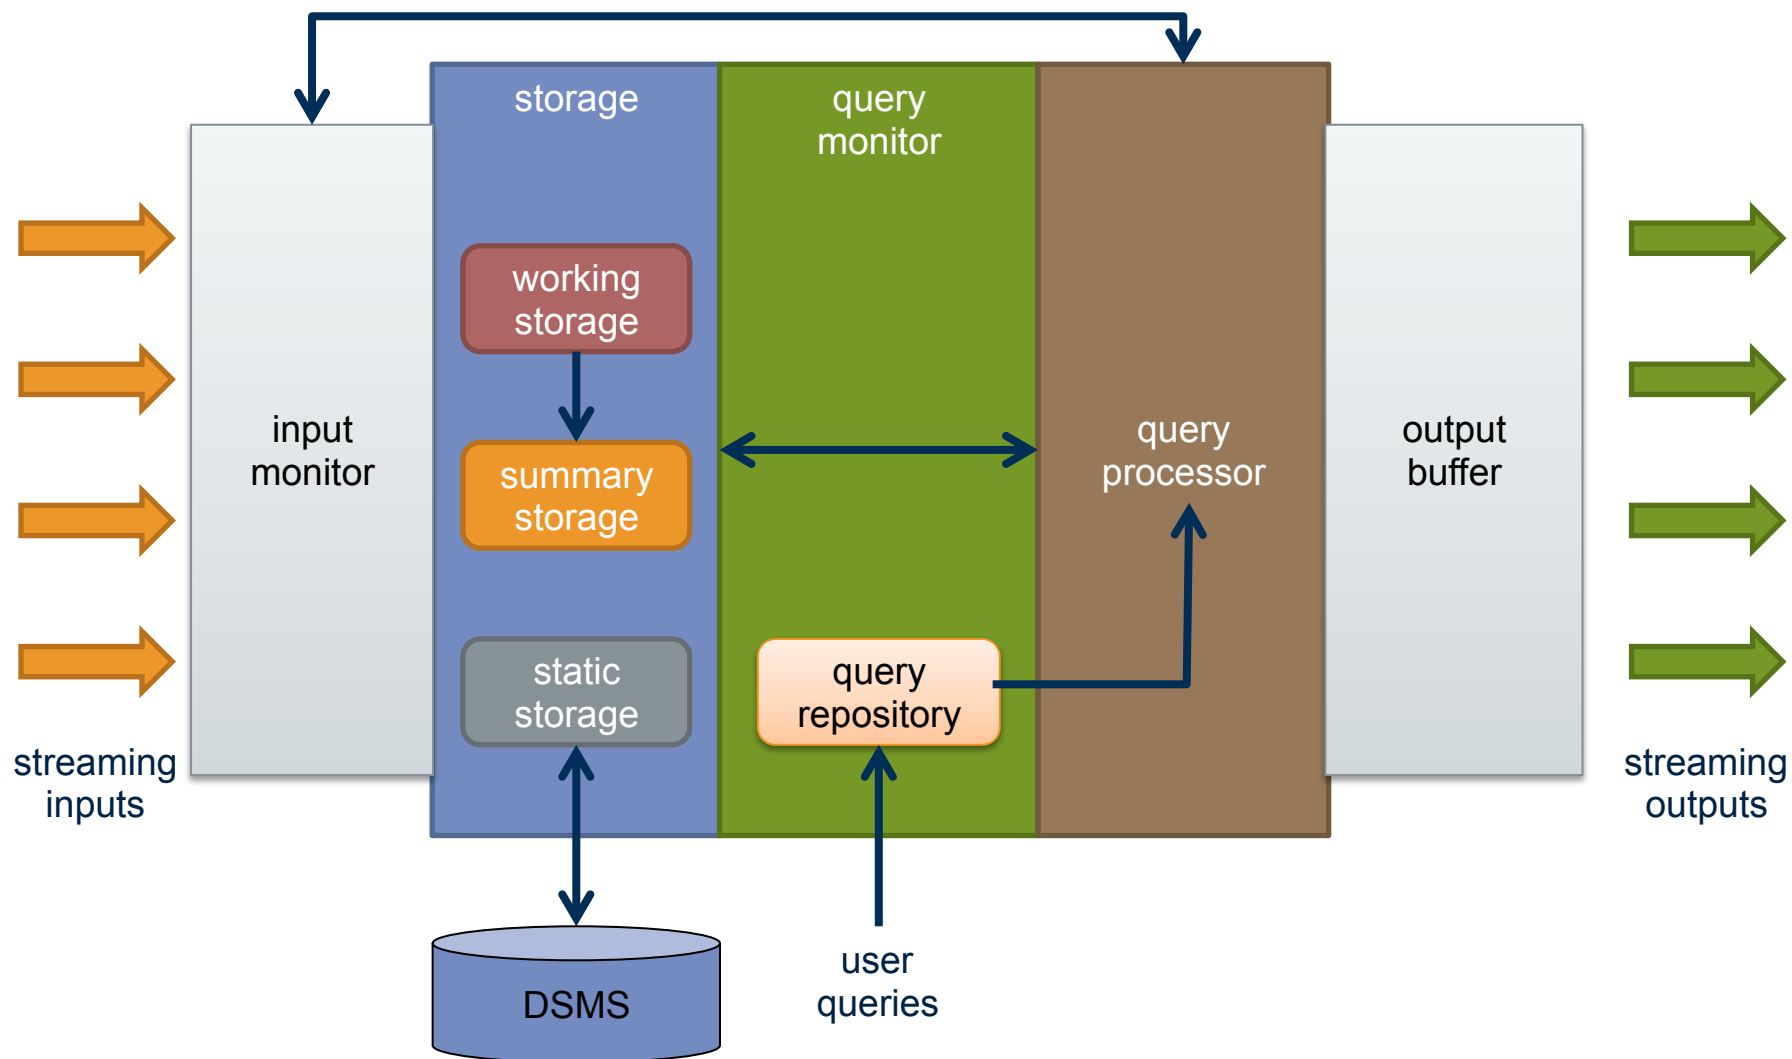 storage
query
monitor
working
storage
input
monitor
summary
storage
query
processor
output
buffer
static
storage
query
repository
streaming
inputs
streaming
outputs
user
queries
DSMS